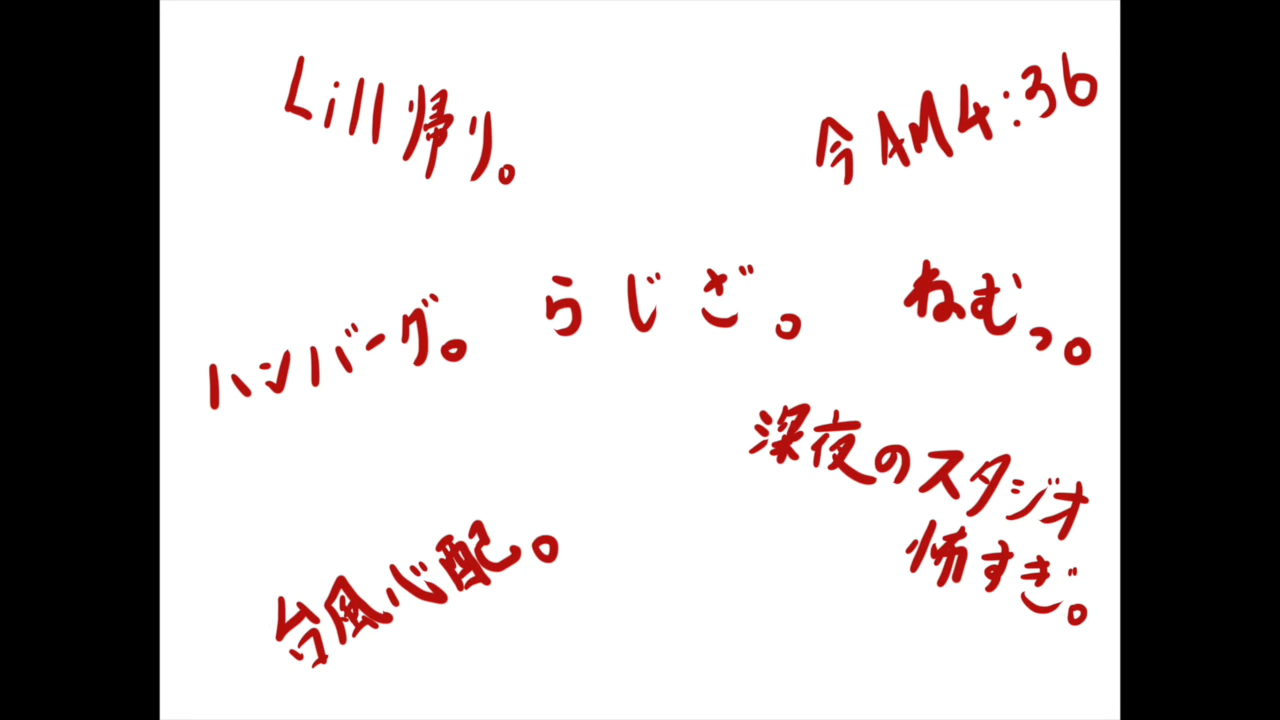 Lill帰り。
今AM4:36
ハンバーグ。
らじざ。
ねむっ。
深夜のスタジオ
怖すぎ。
台風心配。